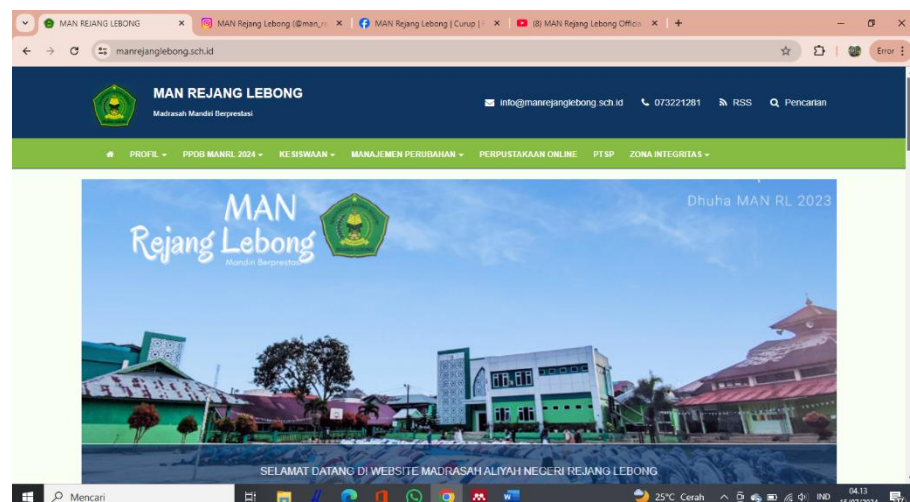 MAN REJANG LEBONG
MAN Rejang Lebong (@man_r
MAN Rejang Lebong | Curup |
(8) MAN Rejang Lebong Officia
manrejanglebong.sch.id
Error
MAN REJANG LEBONG
Madrasah Mandiri Berprestasi
info@manrejanglebong.sch.id
073221281
RSS
Pencarian
PROFIL
PPDB MANRL 2024
KESISWAAN
MANAJEMEN PERUBAHAN
PERPUSTAKAAN ONLINE
PTSP
ZONA INTEGRITAS
MAN
Rejang Lebong
Mandiri Berprestasi
Dhuha MAN RL 2023
SELAMAT DATANG DI WEBSITE MADRASAH ALIYAH NEGERI REJANG LEBONG
Mencari
25°C Cerah
IND
04.13